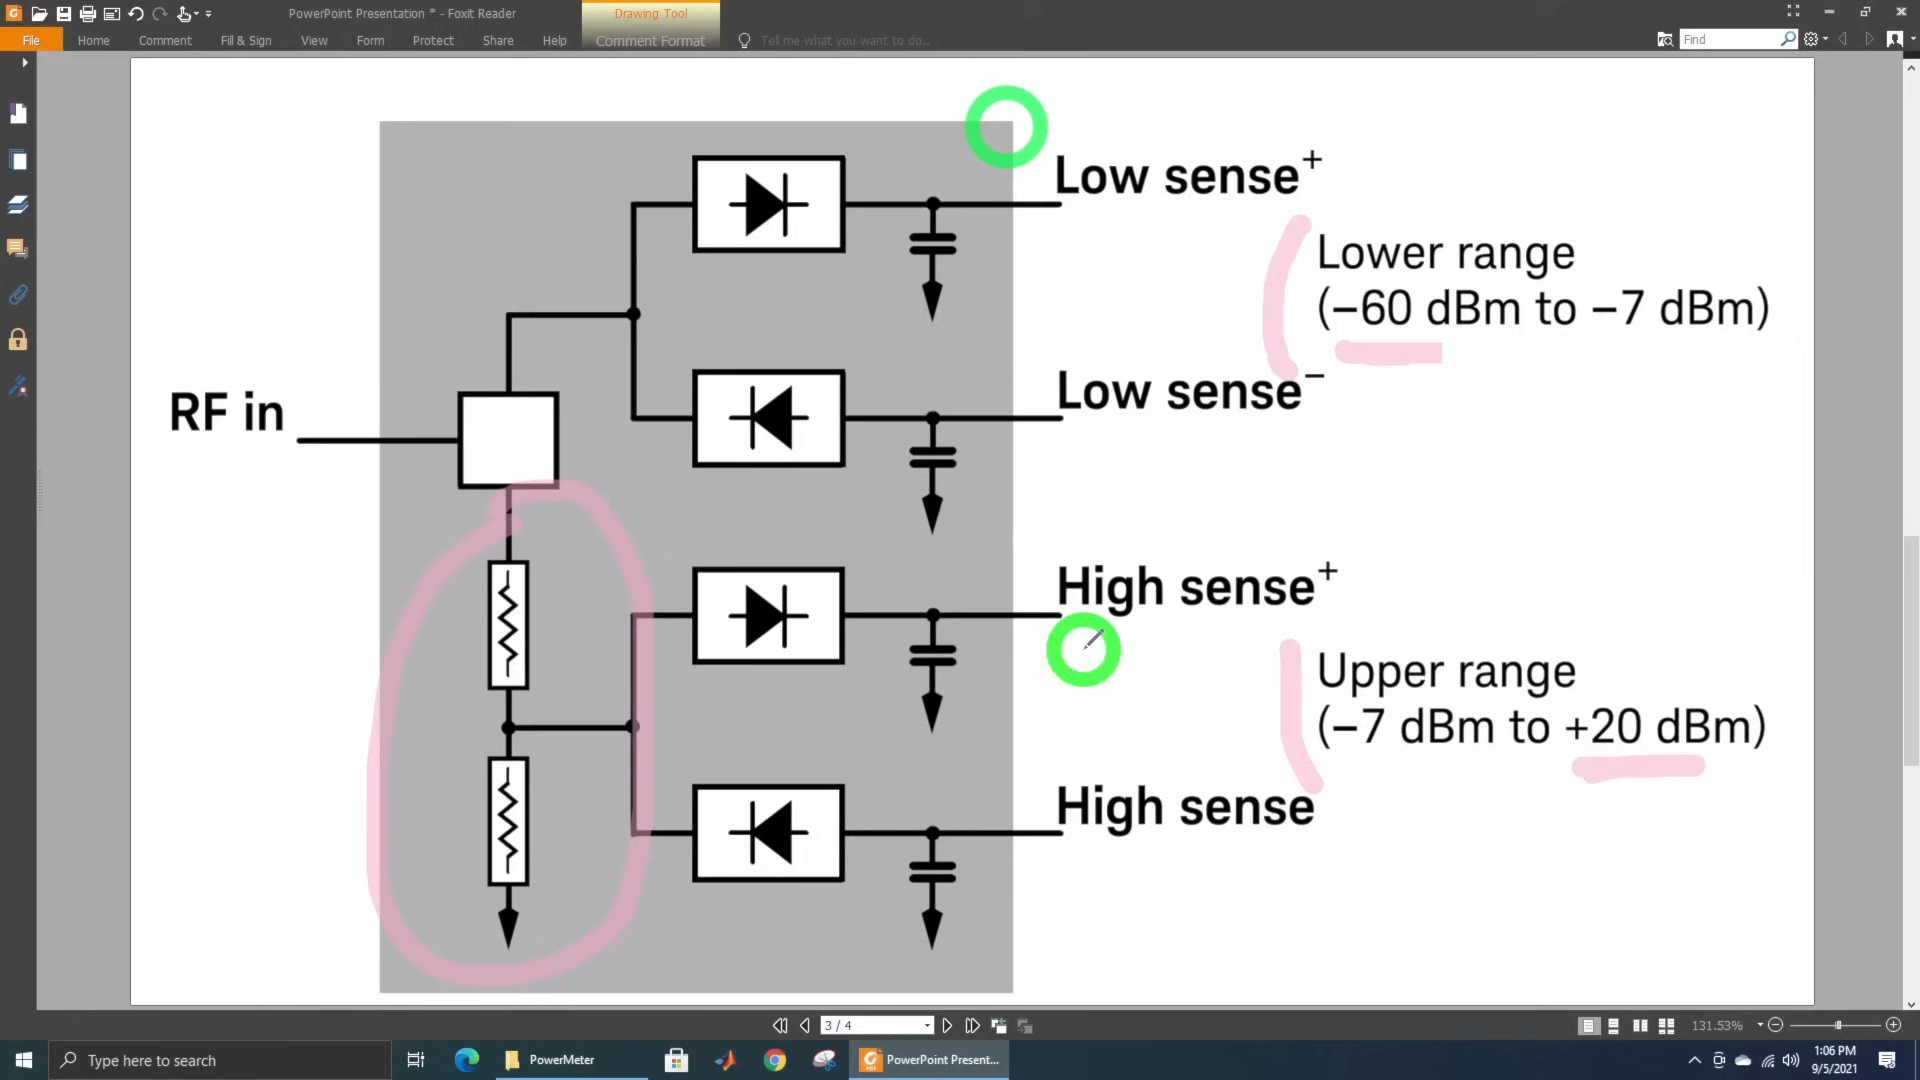 PowerPoint Presentation * - Foxit Reader
Drawing Tool
File Home Comment Fill & Sign View Form Protect Share Help Comment Format Tell me what you want to do... Find
Low sense+
Lower range
(−60 dBm to −7 dBm)
Low sense−
RF in
High sense+
Upper range
(−7 dBm to +20 dBm)
High sense
3 / 4
131.53%
Type here to search
PowerMeter
PowerPoint Present...
1:06 PM
9/5/2021